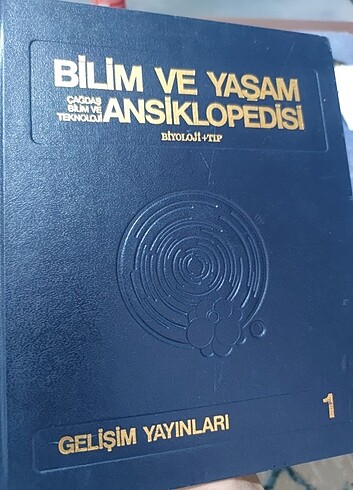 BİLİM VE YAŞAM
ÇAĞDAŞ
BİLİM VE
TEKNOLOJİ
ANSİKLOPEDİSİ
BİYOLOJİ+TIP
1
GELİŞİM YAYINLARI